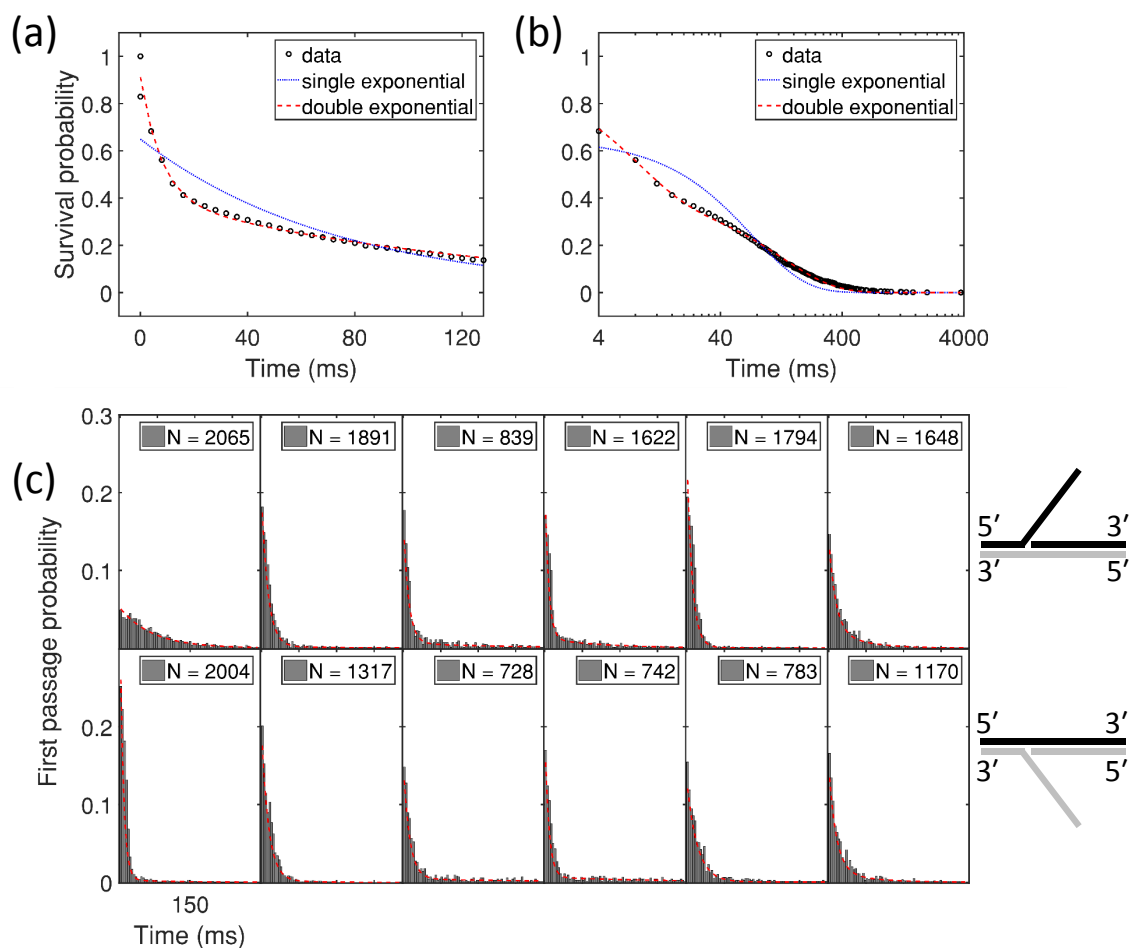 (a)
Survival probability
1
0.8
0.6
0.4
0.2
0
data
single exponential
double exponential
0 40 80 120
Time (ms)
(b)
1
0.8
0.6
0.4
0.2
0
data
single exponential
double exponential
4 40 400 4000
Time (ms)
(c)
First passage probability
0.3
0.2
0.1
N = 2065 N = 1891 N = 839 N = 1622 N = 1794 N = 1648
5′ 3′
3′ 5′
0.2
0.1
0
N = 2004 N = 1317 N = 728 N = 742 N = 783 N = 1170
5′ 3′
3′ 5′
150
Time (ms)